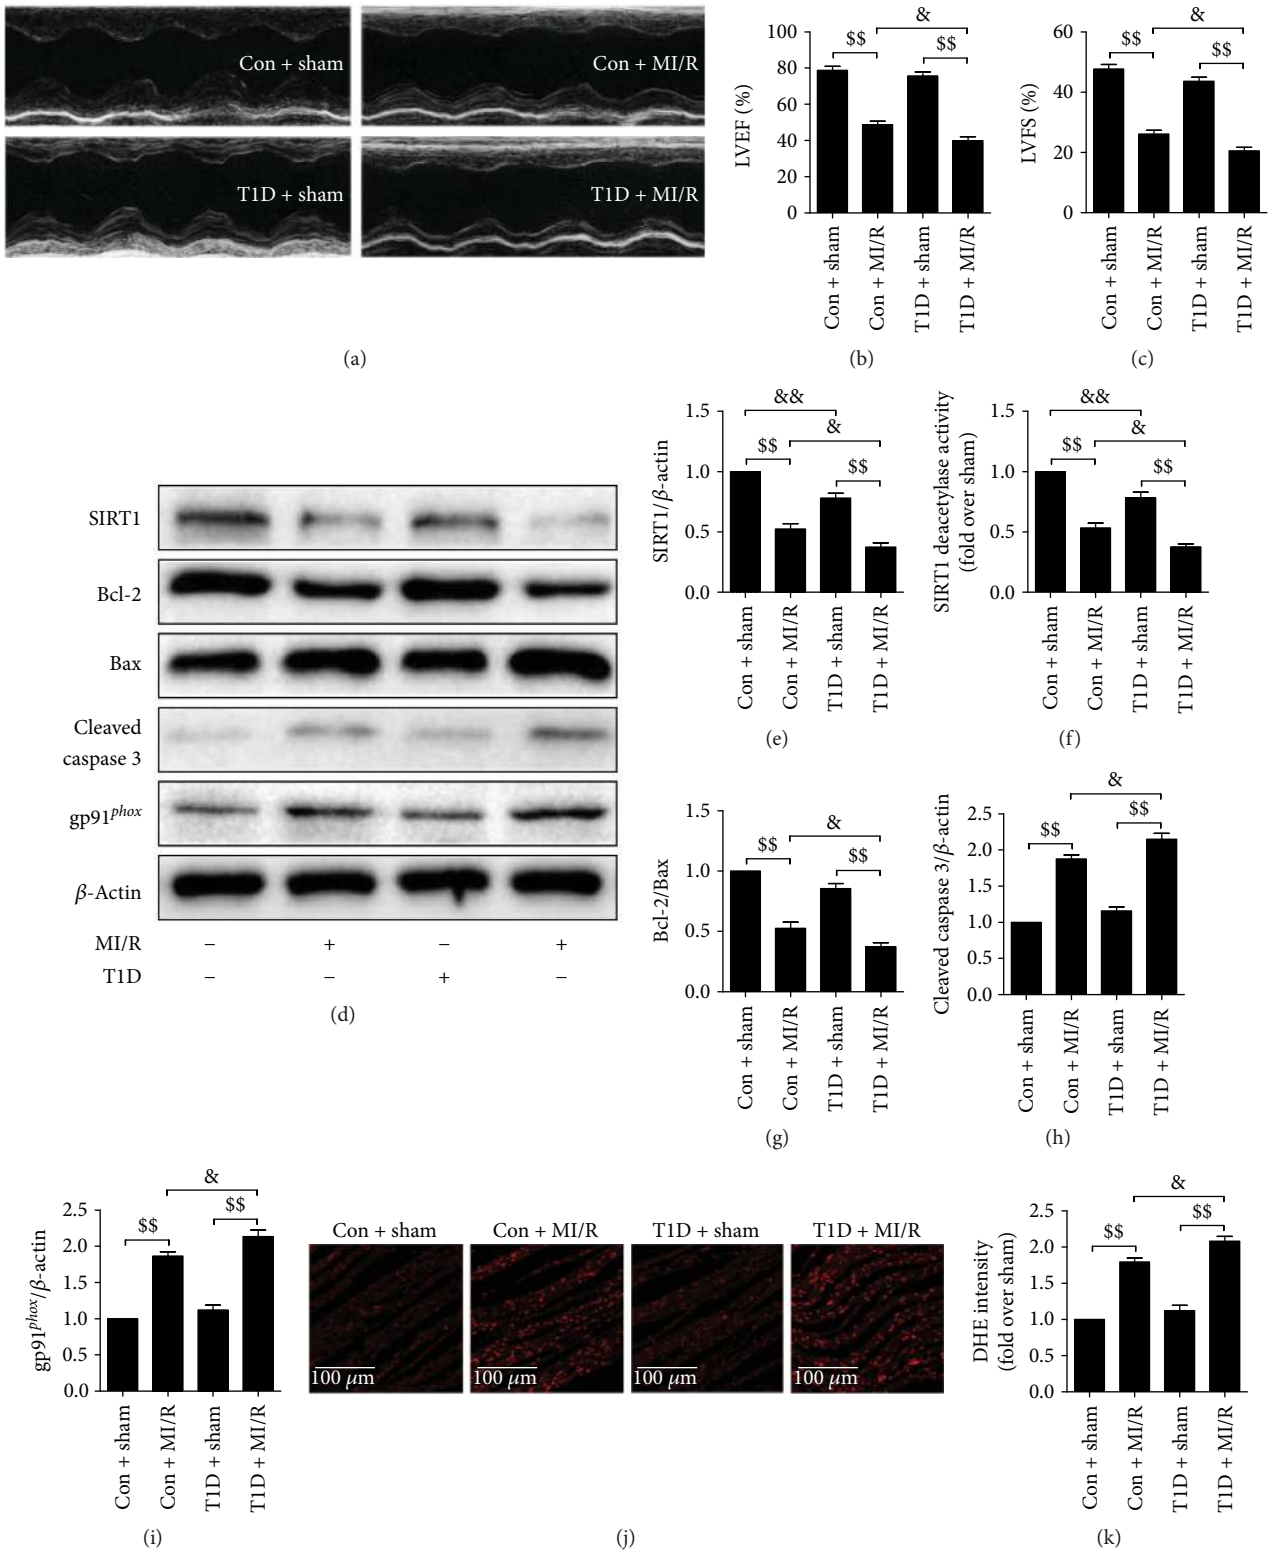 Con + sham
Con + MI/R
T1D + sham
T1D + MI/R
(a)
LVEF (%)
100
80
60
40
20
0
$$
&
$$
Con + sham
Con + MI/R
T1D + sham
T1D + MI/R
(b)
LVFS (%)
60
40
20
0
$$
&
$$
Con + sham
Con + MI/R
T1D + sham
T1D + MI/R
(c)
SIRT1
Bcl-2
Bax
Cleaved
caspase 3
gp91phox
β-Actin
MI/R − + − +
T1D − − + −
(d)
SIRT1/β-actin
1.5
1.0
0.5
0.0
&&
&
$$
$$
Con + sham
Con + MI/R
T1D + sham
T1D + MI/R
(e)
SIRT1 deacetylase activity
(fold over sham)
1.5
1.0
0.5
0.0
&&
&
$$
$$
Con + sham
Con + MI/R
T1D + sham
T1D + MI/R
(f)
Bcl-2/Bax
1.5
1.0
0.5
0.0
&
$$
$$
Con + sham
Con + MI/R
T1D + sham
T1D + MI/R
(g)
Cleaved caspase 3/β-actin
2.5
2.0
1.5
1.0
0.5
0.0
&
$$
$$
Con + sham
Con + MI/R
T1D + sham
T1D + MI/R
(h)
gp91phox/β-actin
2.5
2.0
1.5
1.0
0.5
0.0
&
$$
$$
Con + sham
Con + MI/R
T1D + sham
T1D + MI/R
(i)
Con + sham
Con + MI/R
T1D + sham
T1D + MI/R
100 μm
100 μm
100 μm
100 μm
(j)
DHE intensity
(fold over sham)
2.5
2.0
1.5
1.0
0.5
0.0
&
$$
$$
Con + sham
Con + MI/R
T1D + sham
T1D + MI/R
(k)